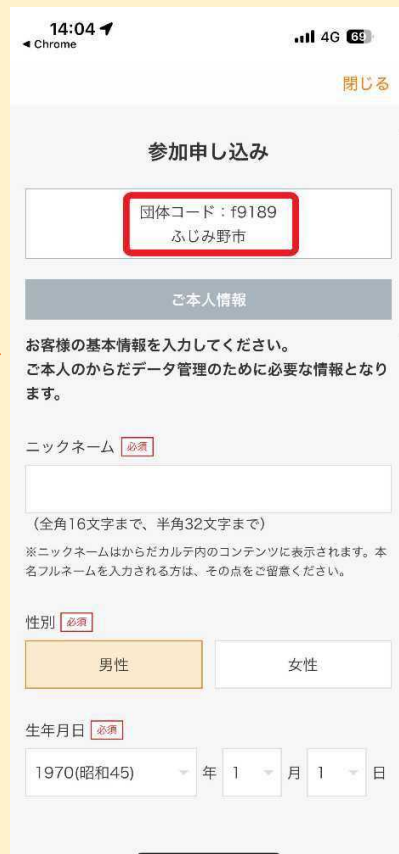 14:04
Chrome
4G 69
閉じる
参加申し込み
団体コード：f9189
ふじみ野市
ご本人情報
お客様の基本情報を入力してください。
ご本人のからだデータ管理のために必要な情報となり
ます。
ニックネーム 必須
（全角16文字まで、半角32文字まで）
※ニックネームはからだカルテ内のコンテンツに表示されます。本
名フルネームを入力される方は、その点をご留意ください。
性別 必須
男性 女性
生年月日 必須
1970(昭和45) 年 1 月 1 日